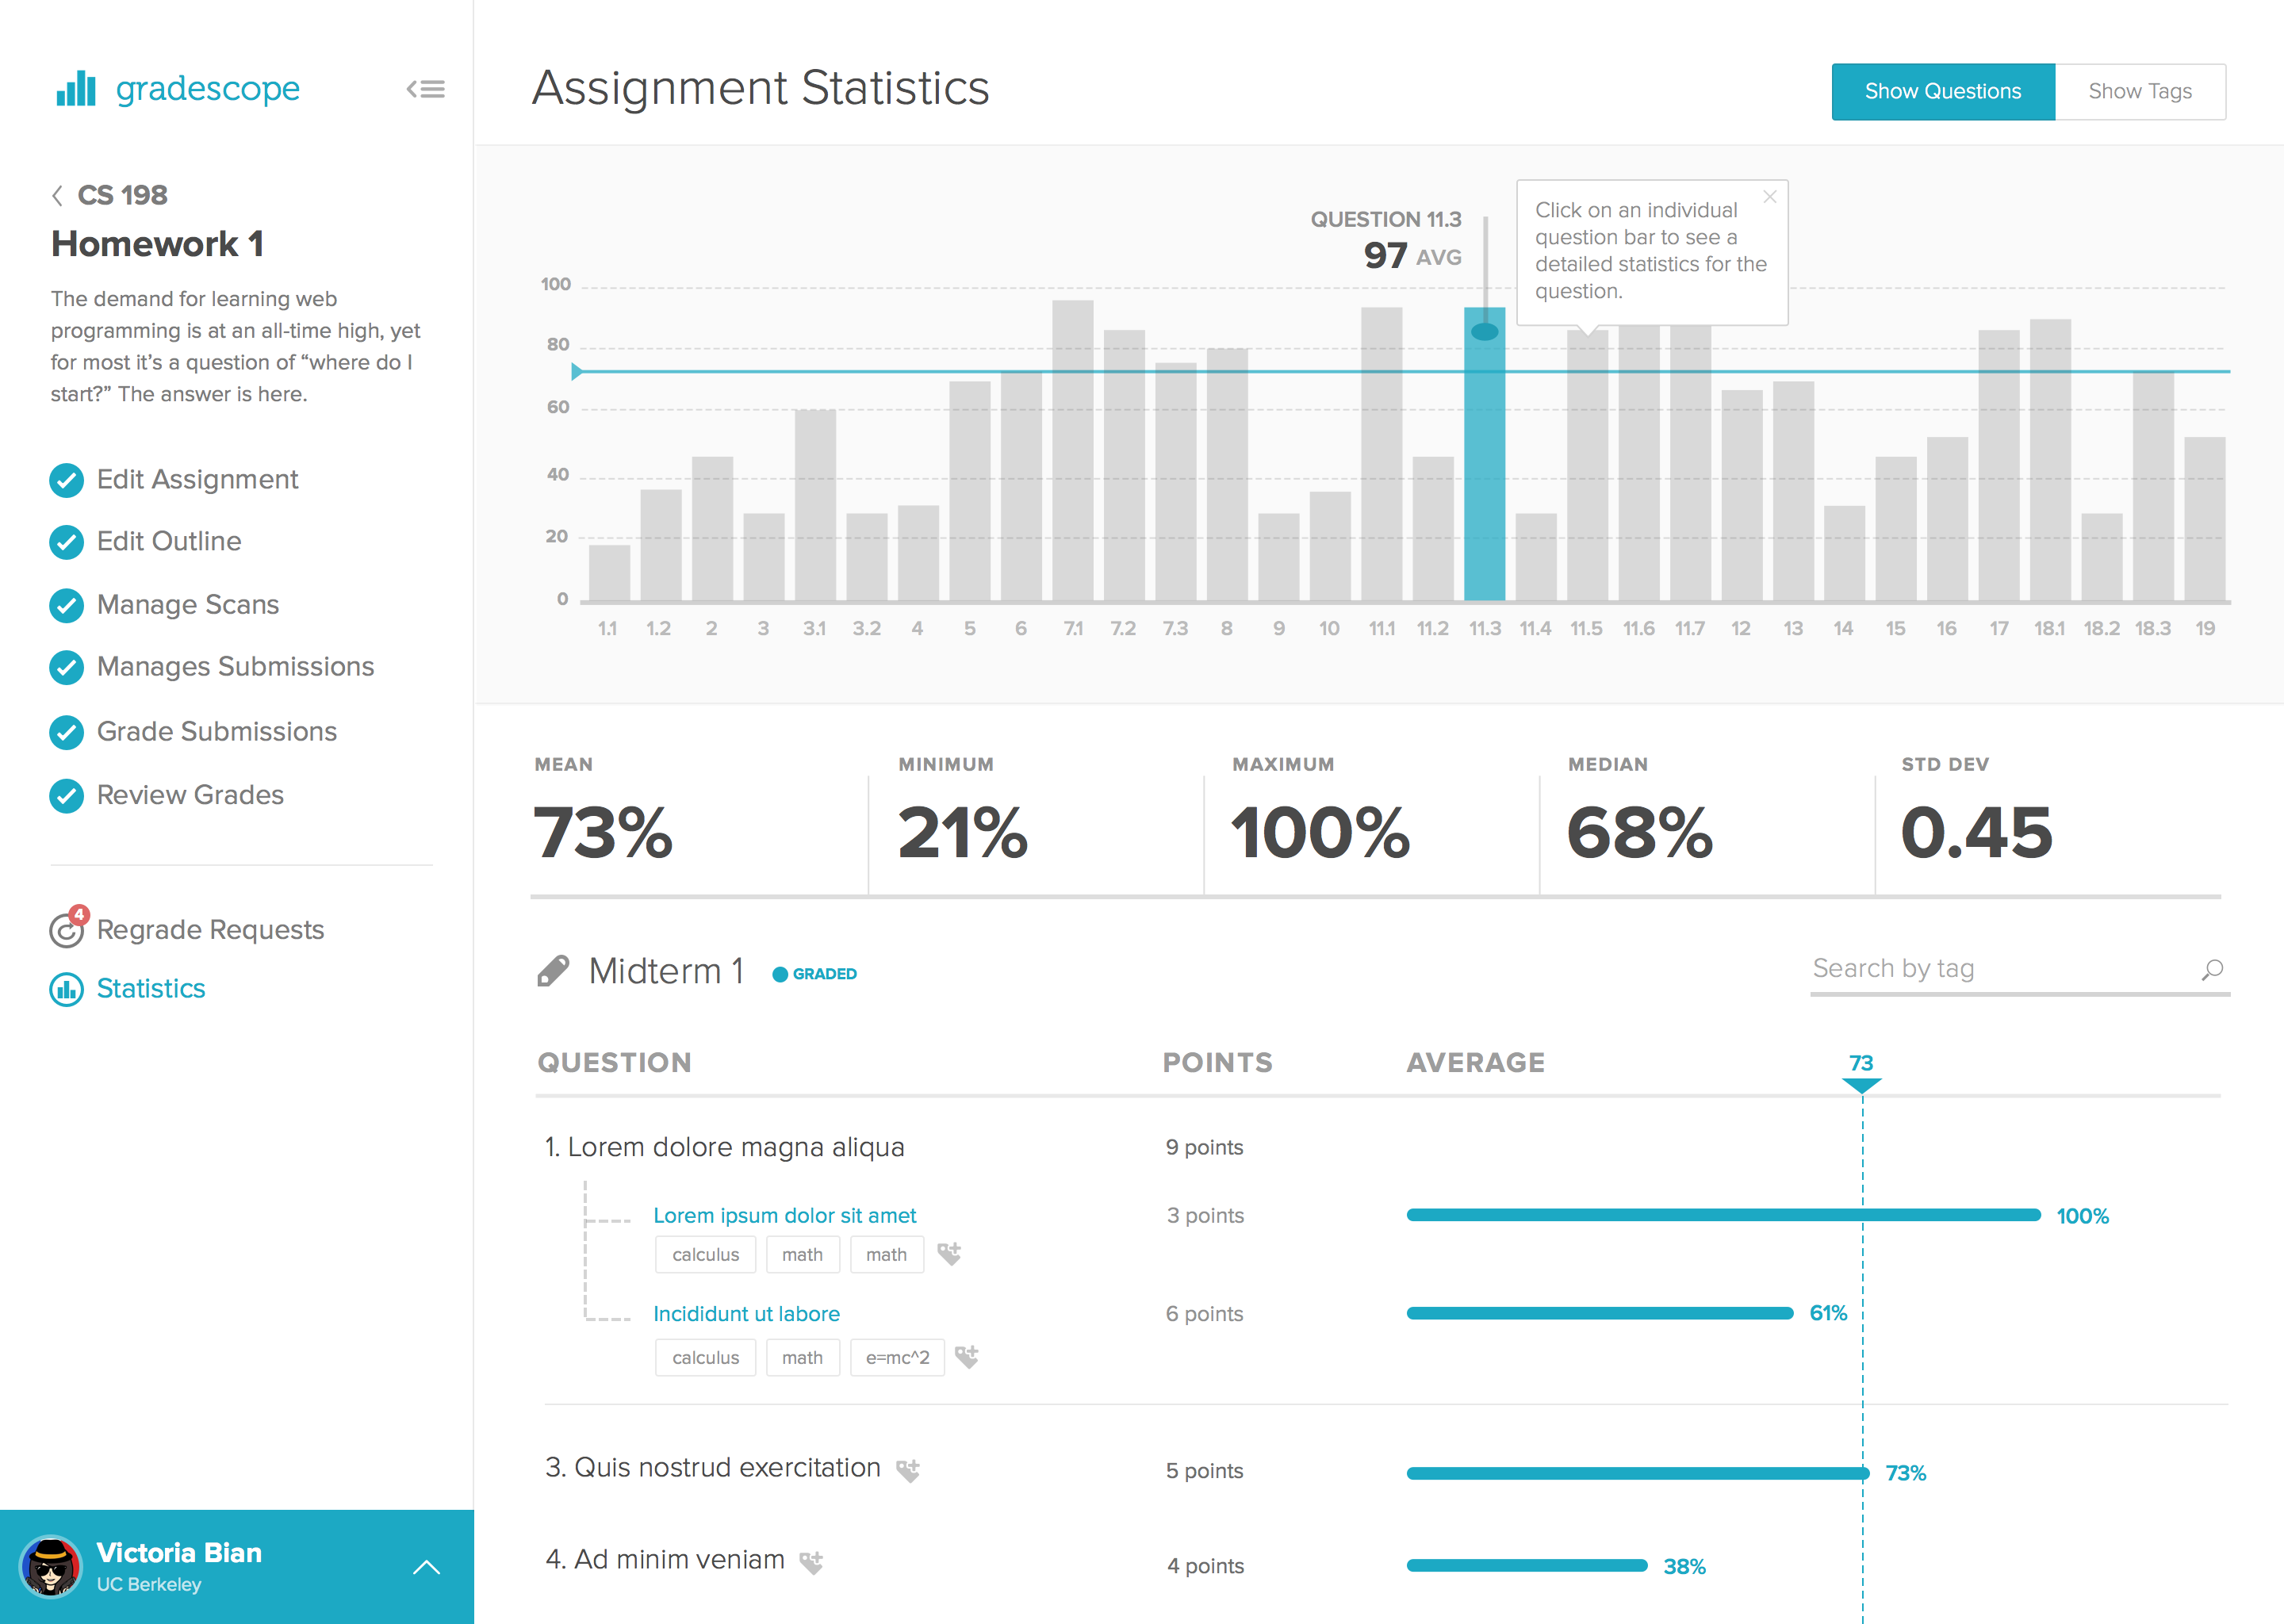 gradescope
CS 198
Homework 1
The demand for learning web
programming is at an all-time high, yet
for most it's a question of “where do I
start?” The answer is here.
Edit Assignment
Edit Outline
Manage Scans
Manages Submissions
Grade Submissions
Review Grades
4
Regrade Requests
Statistics
Victoria Bian
UC Berkeley
Assignment Statistics
Show Questions
Show Tags
QUESTION 11.3
97 AVG
Click on an individual
question bar to see a
detailed statistics for the
question.
100
80
60
40
20
0
1.1 1.2 2 3 3.1 3.2 4 5 6 7.1 7.2 7.3 8 9 10 11.1 11.2 11.3 11.4 11.5 11.6 11.7 12 13 14 15 16 17 18.1 18.2 18.3 19
MEAN MINIMUM MAXIMUM MEDIAN STD DEV
73% 21% 100% 68% 0.45
Midterm 1 GRADED
Search by tag
QUESTION POINTS AVERAGE 73
1. Lorem dolore magna aliqua 9 points
Lorem ipsum dolor sit amet 3 points 100%
calculus math math
Incididunt ut labore 6 points 61%
calculus math e=mc^2
3. Quis nostrud exercitation 5 points 73%
4. Ad minim veniam 4 points 38%